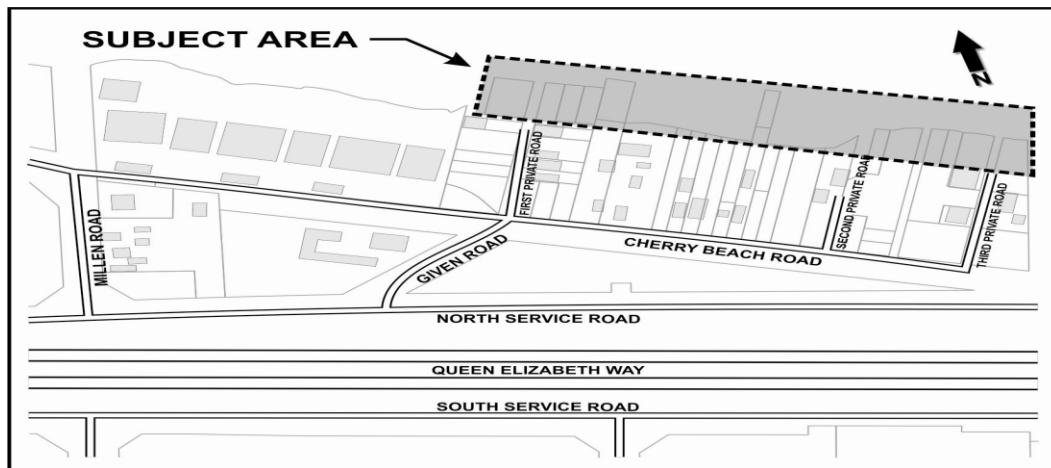 SUBJECT AREA
N
FIRST PRIVATE ROAD
SECOND PRIVATE ROAD
THIRD PRIVATE ROAD
MILLEN ROAD
GIVEN ROAD
CHERRY BEACH ROAD
NORTH SERVICE ROAD
QUEEN ELIZABETH WAY
SOUTH SERVICE ROAD